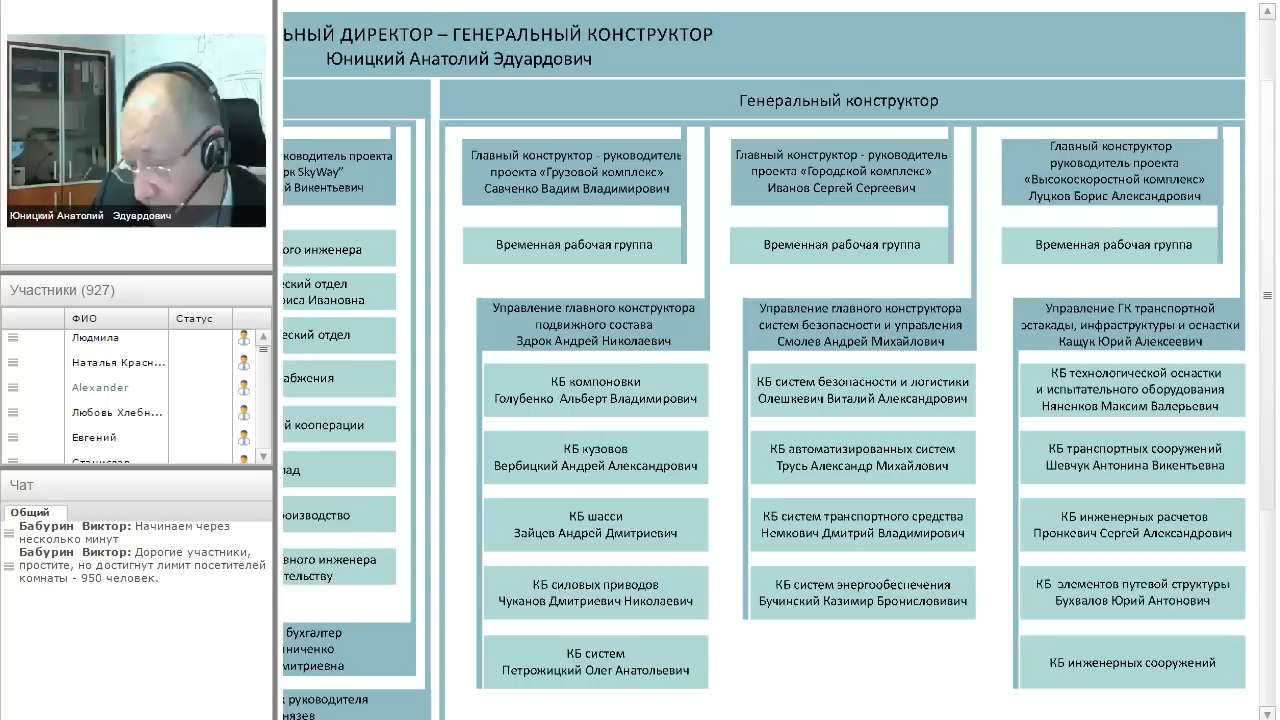 ЬНЫЙ ДИРЕКТОР – ГЕНЕРАЛЬНЫЙ КОНСТРУКТОР
Юницкий Анатолий Эдуардович
Генеральный конструктор
ководитель проекта
рк SkyWay”
й Викентьевич
ого инженера
еский отдел
риса Ивановна
еский отдел
абжения
й кооперации
лад
роизводство
вного инженера
тельству
бухгалтер
ниченко
митриевна
к руководителя
нязев
Главный конструктор - руководитель
проекта «Грузовой комплекс»
Савченко Вадим Владимирович
Временная рабочая группа
Управление главного конструктора
подвижного состава
Здрок Андрей Николаевич
КБ компоновки
Голубенко Альберт Владимирович
КБ кузовов
Вербицкий Андрей Александрович
КБ шасси
Зайцев Андрей Дмитриевич
КБ силовых приводов
Чуканов Дмитриевич Николаевич
КБ систем
Петрожицкий Олег Анатольевич
Главный конструктор - руководитель
проекта «Городской комплекс»
Иванов Сергей Сергеевич
Временная рабочая группа
Управление главного конструктора
систем безопасности и управления
Смолев Андрей Михайлович
КБ систем безопасности и логистики
Олешкевич Виталий Александрович
КБ автоматизированных систем
Трусь Александр Михайлович
КБ систем транспортного средства
Немкович Дмитрий Владимирович
КБ систем энергообеспечения
Бучинский Казимир Брониславивич
Главный конструктор
руководитель проекта
«Высокоскоростной комплекс»
Луцков Борис Александрович
Временная рабочая группа
Управление ГК транспортной
эстакады, инфраструктуры и оснастки
Кащук Юрий Алексеевич
КБ технологической оснастки
и испытательного оборудования
Няненков Максим Валерьевич
КБ транспортных сооружений
Шевчук Антонина Викентьевна
КБ инженерных расчетов
Пронкевич Сергей Александрович
КБ элементов путевой структуры
Бухвалов Юрий Антонович
КБ инженерных сооружений
Юницкий Анатолий Эдуардович
Участники (927)
ФИО Статус
Людмила
Наталья Красн...
Alexander
Любовь Хлебн...
Евгений
Станислав
Чат
Общий
Бабурин Виктор: Начинаем через
несколько минут
Бабурин Виктор: Дорогие участники,
простите, но достигнут лимит посетителей
комнаты - 950 человек.